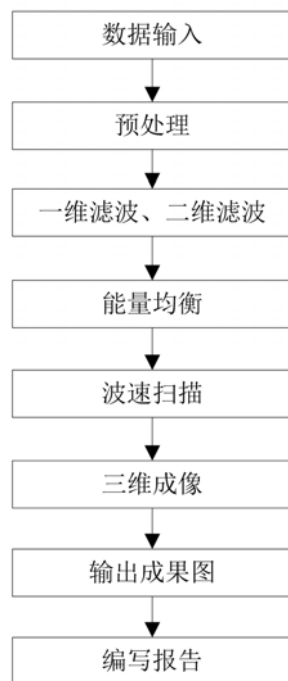 数据输入
预处理
一维滤波、二维滤波
能量均衡
波速扫描
三维成像
输出成果图
编写报告